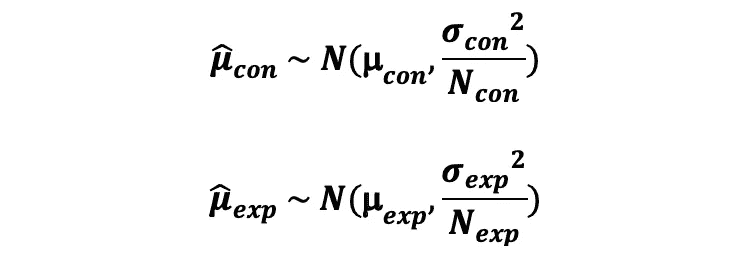 μ̂_con ~ N(μ_con, σ_con²/N_con)
μ̂_exp ~ N(μ_exp, σ_exp²/N_exp)